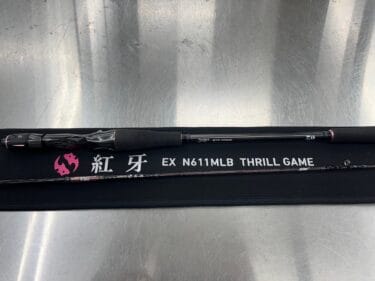 紅牙 EX N611MLB THRILL GAME